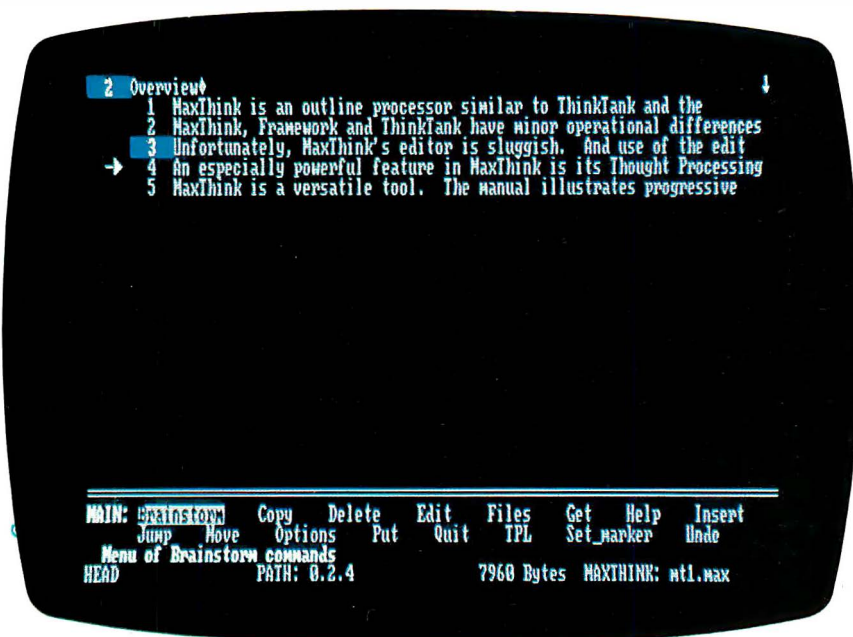 2 Overview♦ ↓
1 MaxThink is an outline processor similar to ThinkTank and the
2 MaxThink, Framework and ThinkTank have minor operational differences
3 Unfortunately, MaxThink's editor is sluggish. And use of the edit
→ 4 An especially powerful feature in MaxThink is its Thought Processing
5 MaxThink is a versatile tool. The manual illustrates progressive
MAIN: Brainstorm Copy Delete Edit Files Get Help Insert
Jump Move Options Put Quit TPL Set_marker Undo
Menu of Brainstorm commands
HEAD PATH: 0.2.4 7960 Bytes MAXTHINK: mt1.max